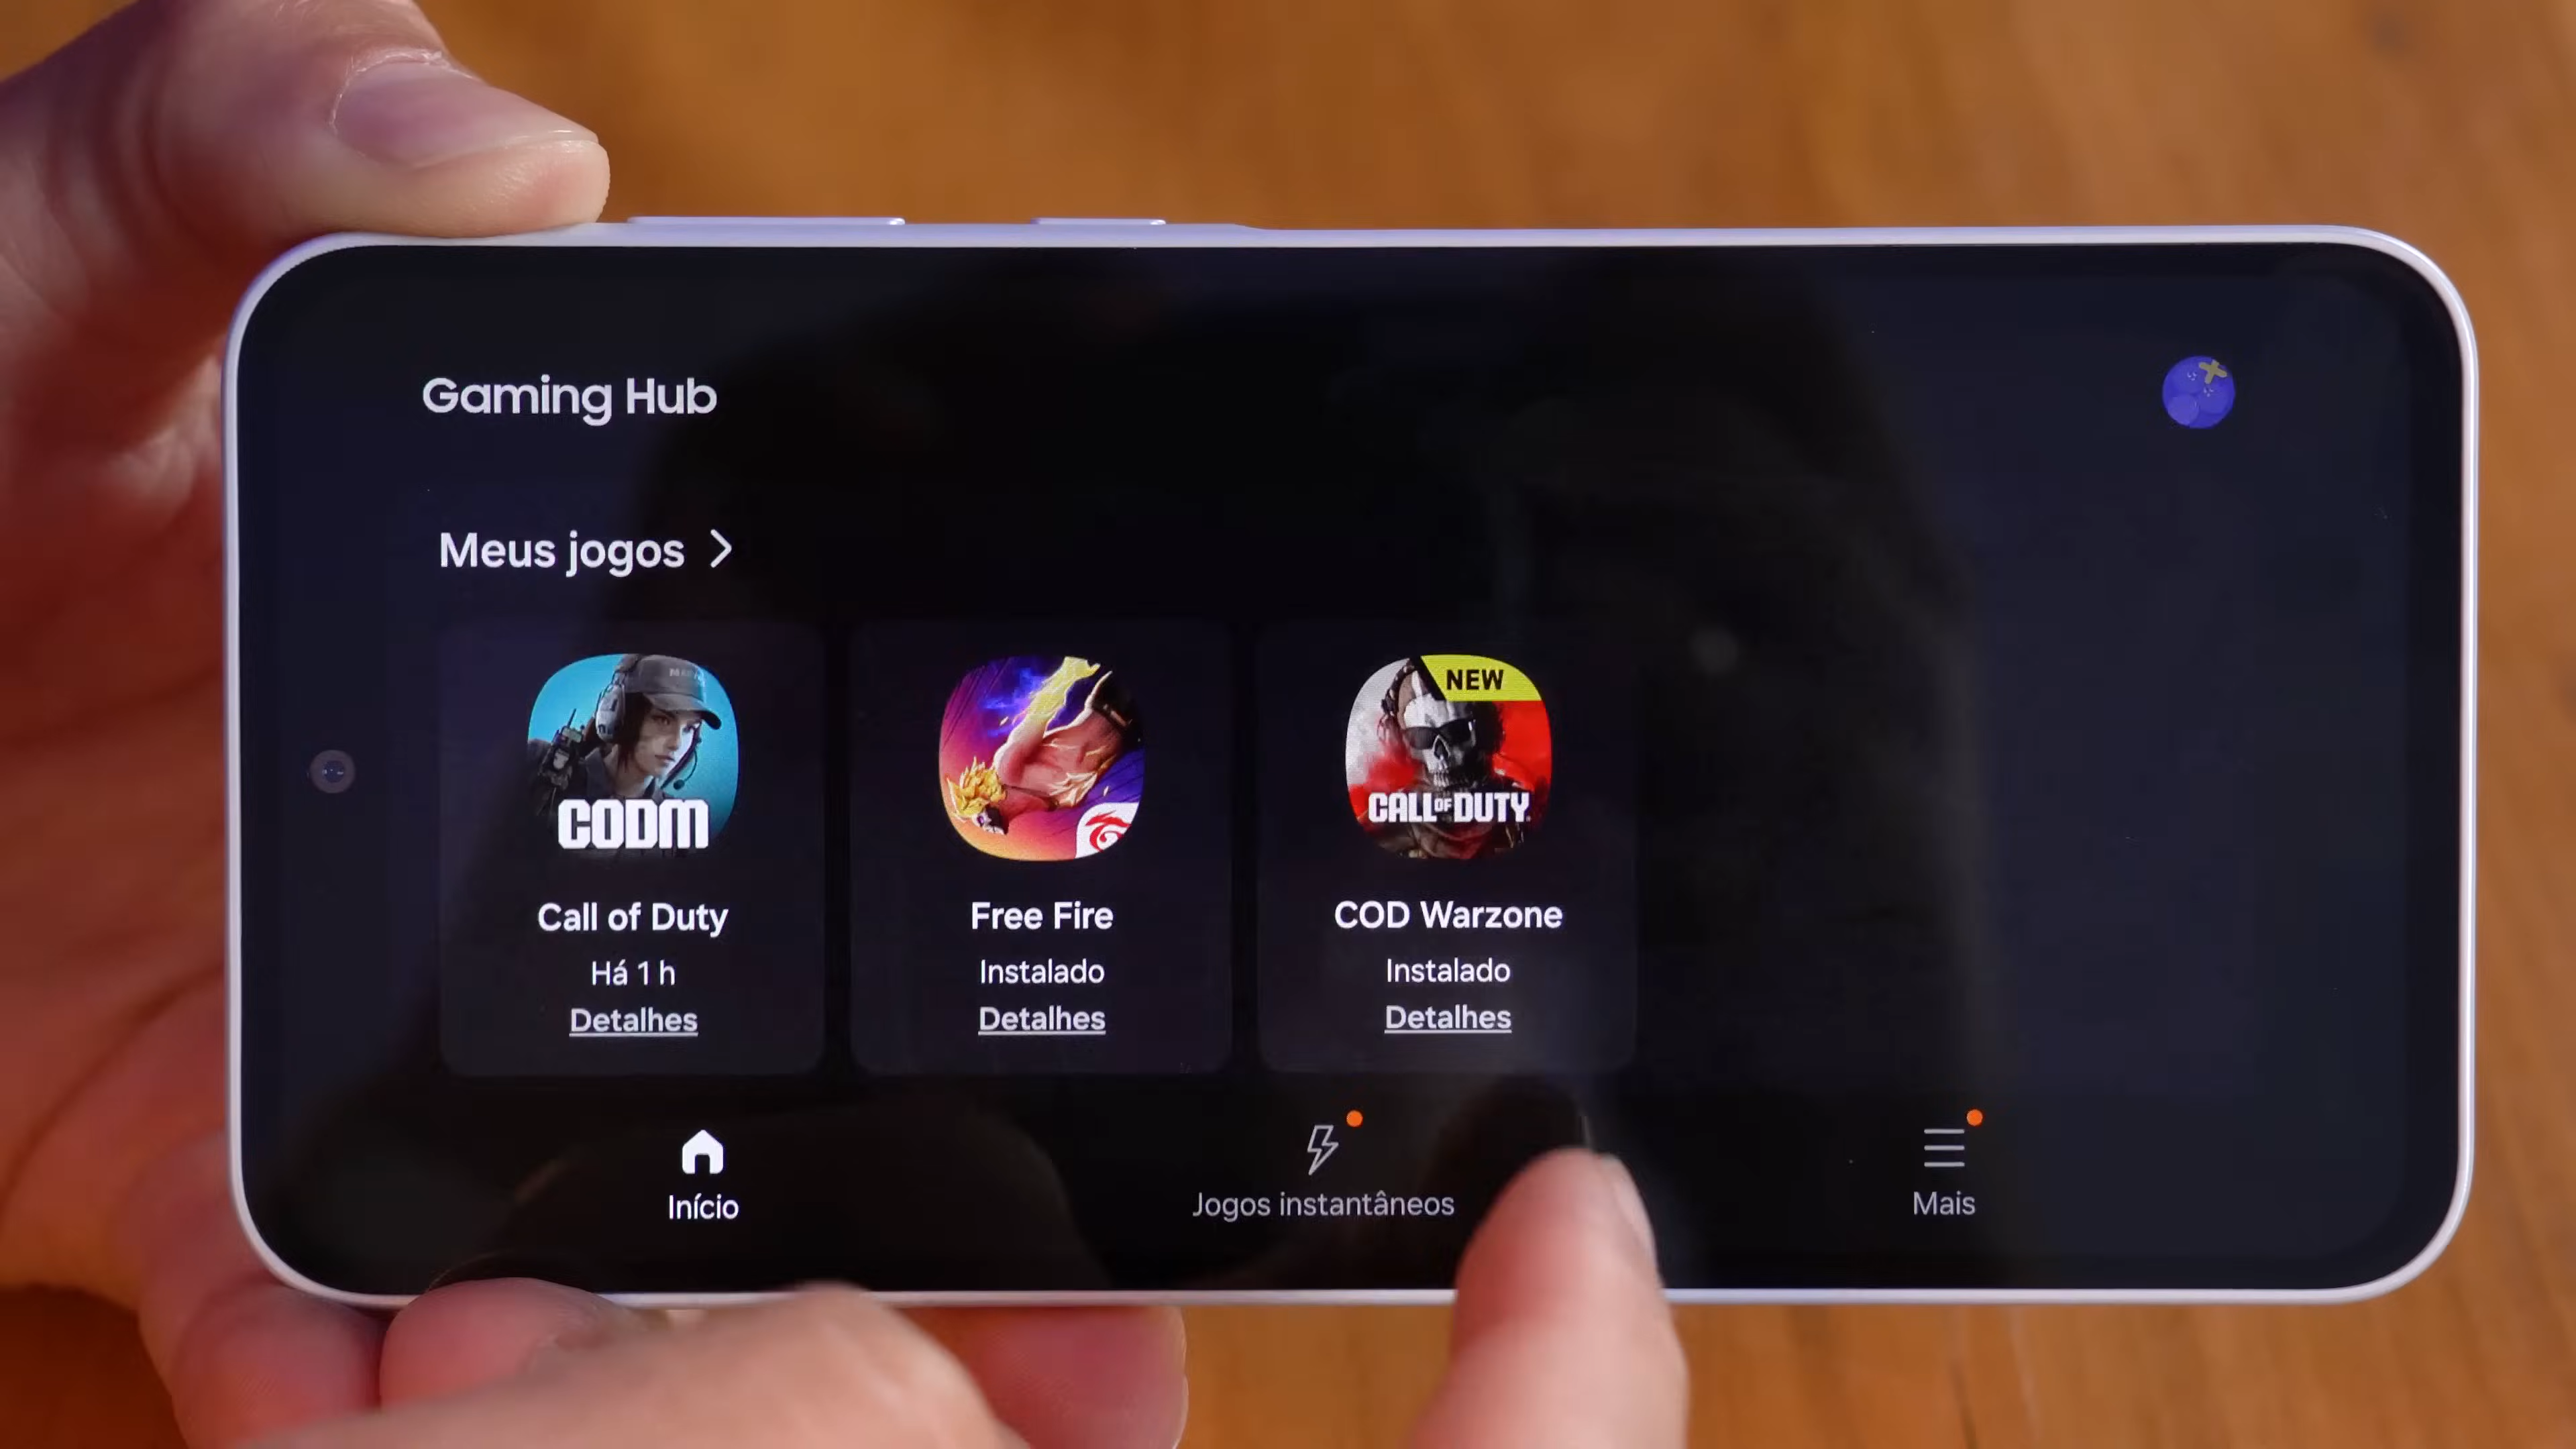 Gaming Hub
Meus jogos
CODM
Call of Duty
Há 1 h
Detalhes
Free Fire
Instalado
Detalhes
NEW
CALL OF DUTY
COD Warzone
Instalado
Detalhes
Início
Jogos instantâneos
Mais